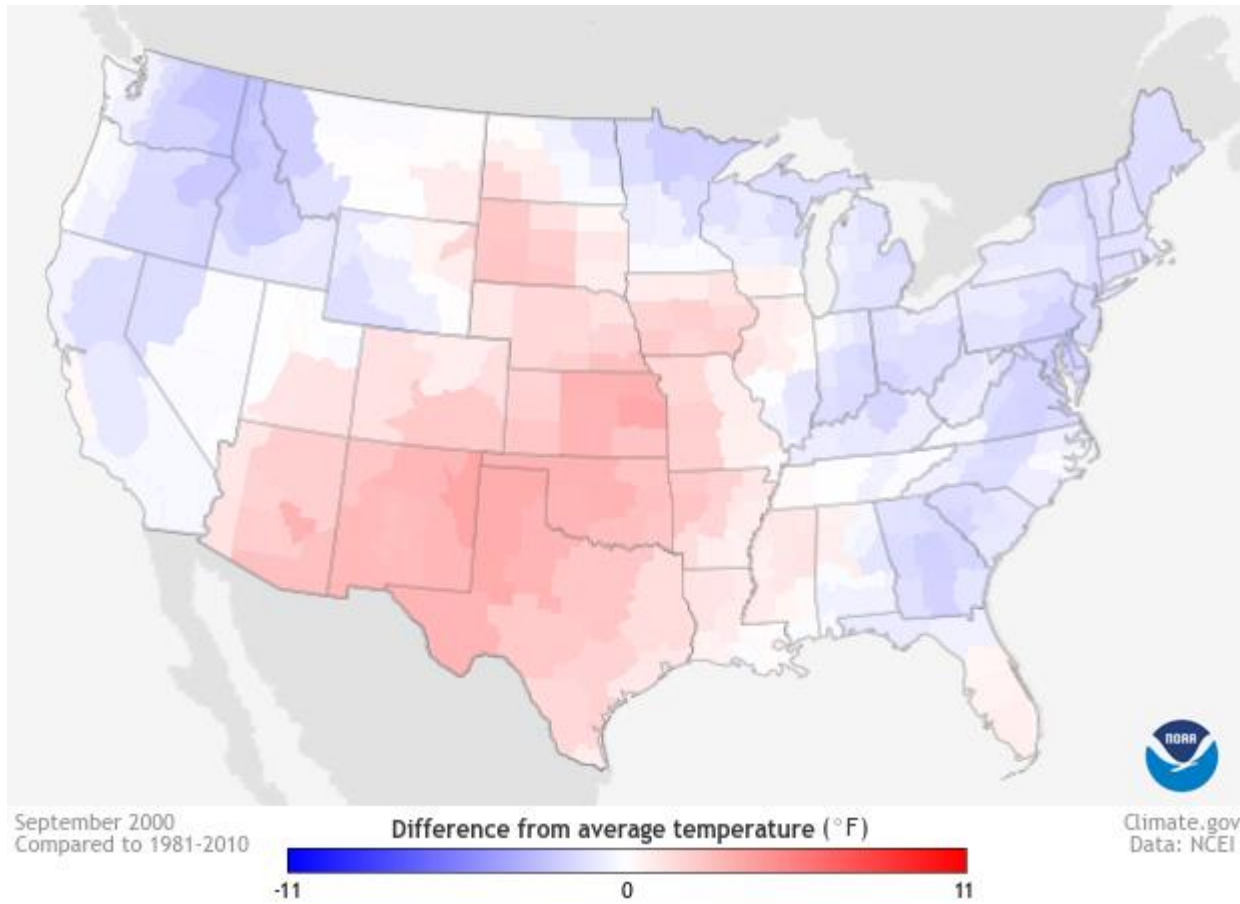 NOAA
September 2000
Compared to 1981-2010
Difference from average temperature (°F)
-11
0
11
Climate.gov
Data: NCEI